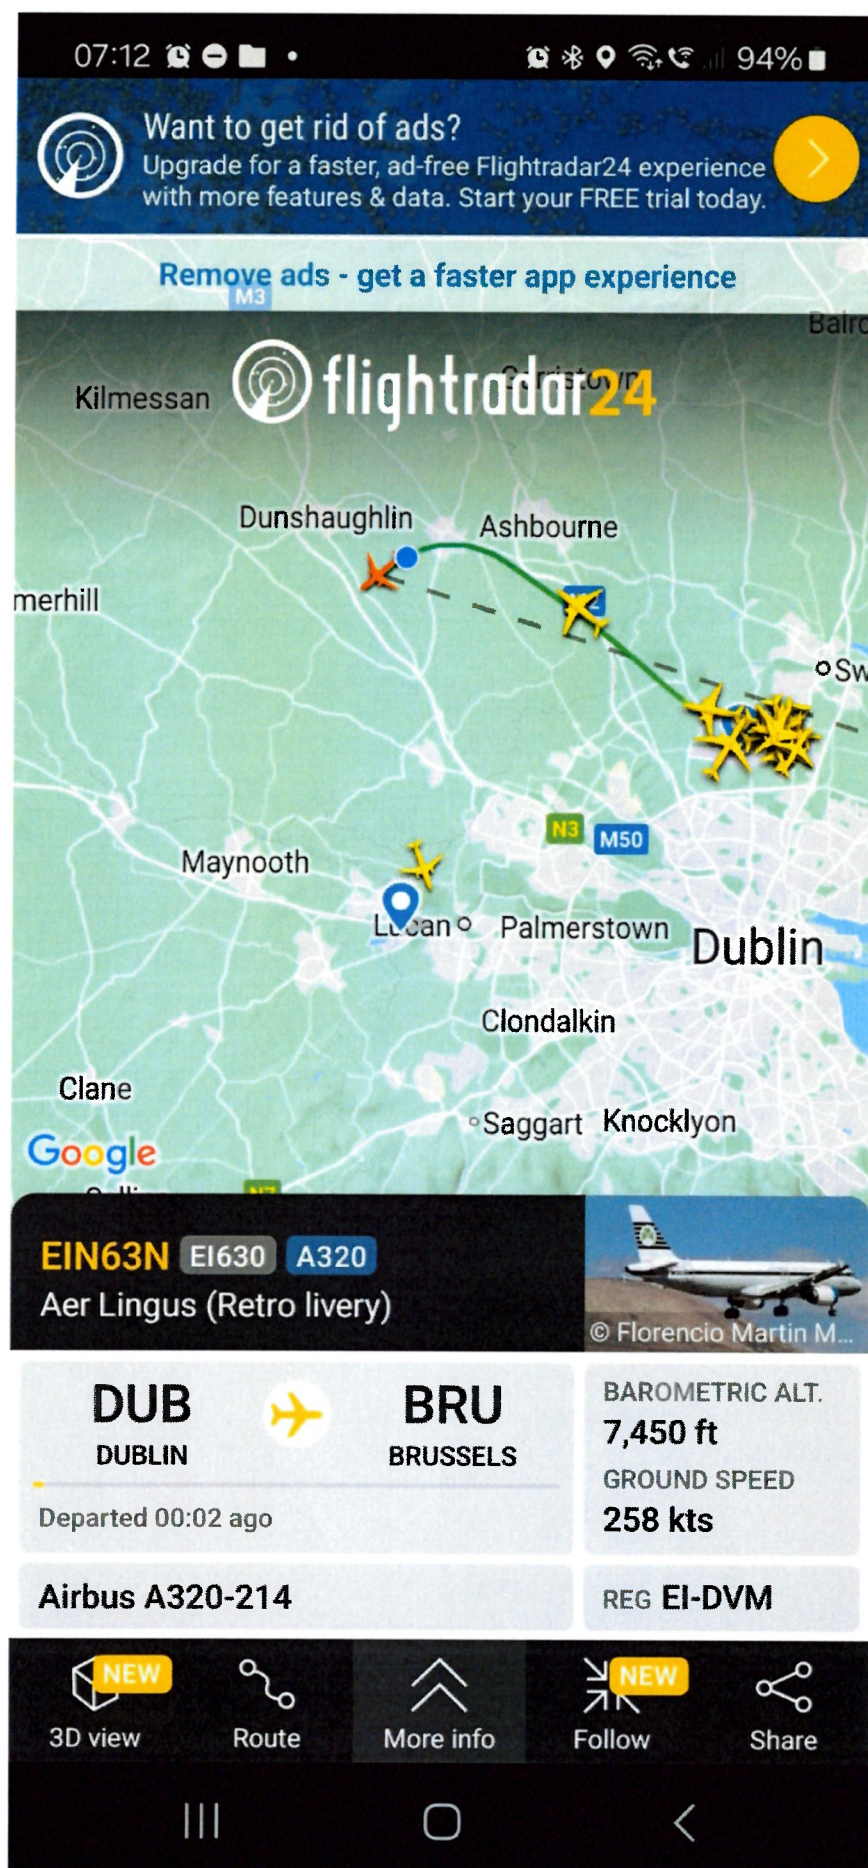 07:12
94%
Want to get rid of ads?
Upgrade for a faster, ad-free Flightradar24 experience
with more features & data. Start your FREE trial today.
Remove ads - get a faster app experience
M3
Kilmessan
flightradar24
Dunshaughlin
Ashbourne
merhill
Sw
N3
M50
Maynooth
Lucan
Palmerstown
Dublin
Clondalkin
Clane
Saggart
Knocklyon
Google
N7
EIN63N EI630 A320
Aer Lingus (Retro livery)
© Florencio Martin M...
DUB
BRU
DUBLIN
BRUSSELS
Departed 00:02 ago
BAROMETRIC ALT.
7,450 ft
GROUND SPEED
258 kts
Airbus A320-214
REG EI-DVM
NEW
NEW
3D view
Route
More info
Follow
Share